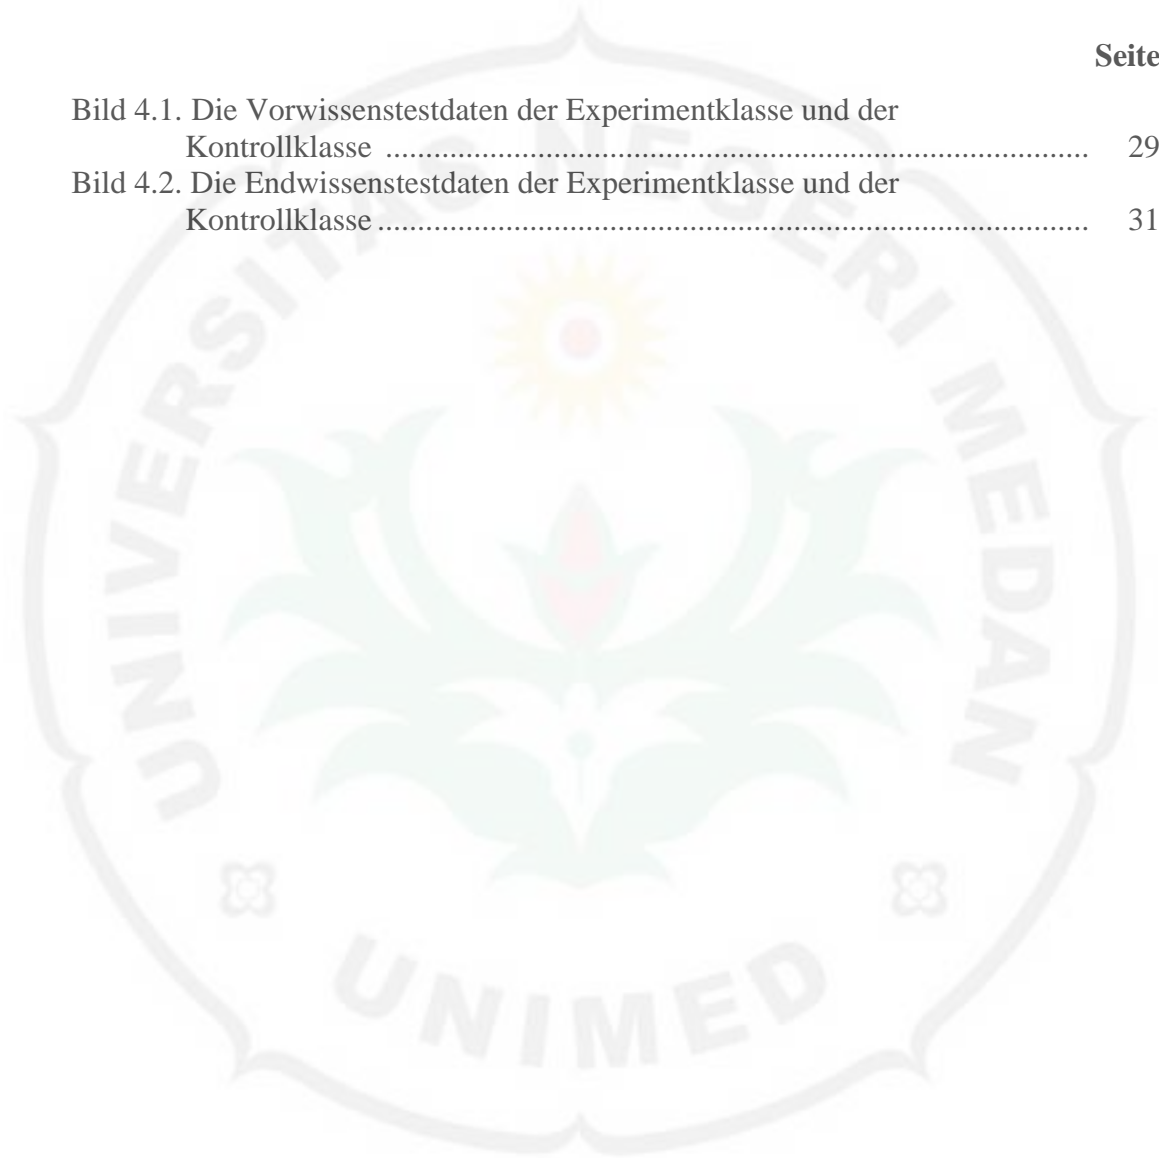 Seite
Bild 4.1. Die Vorwissenstestdaten der Experimentklasse und der
Kontrollklasse ........................................................................................ 29
Bild 4.2. Die Endwissenstestdaten der Experimentklasse und der
Kontrollklasse ......................................................................................... 31
UNIVERSITAS NEGERI MEDAN
UNIMED